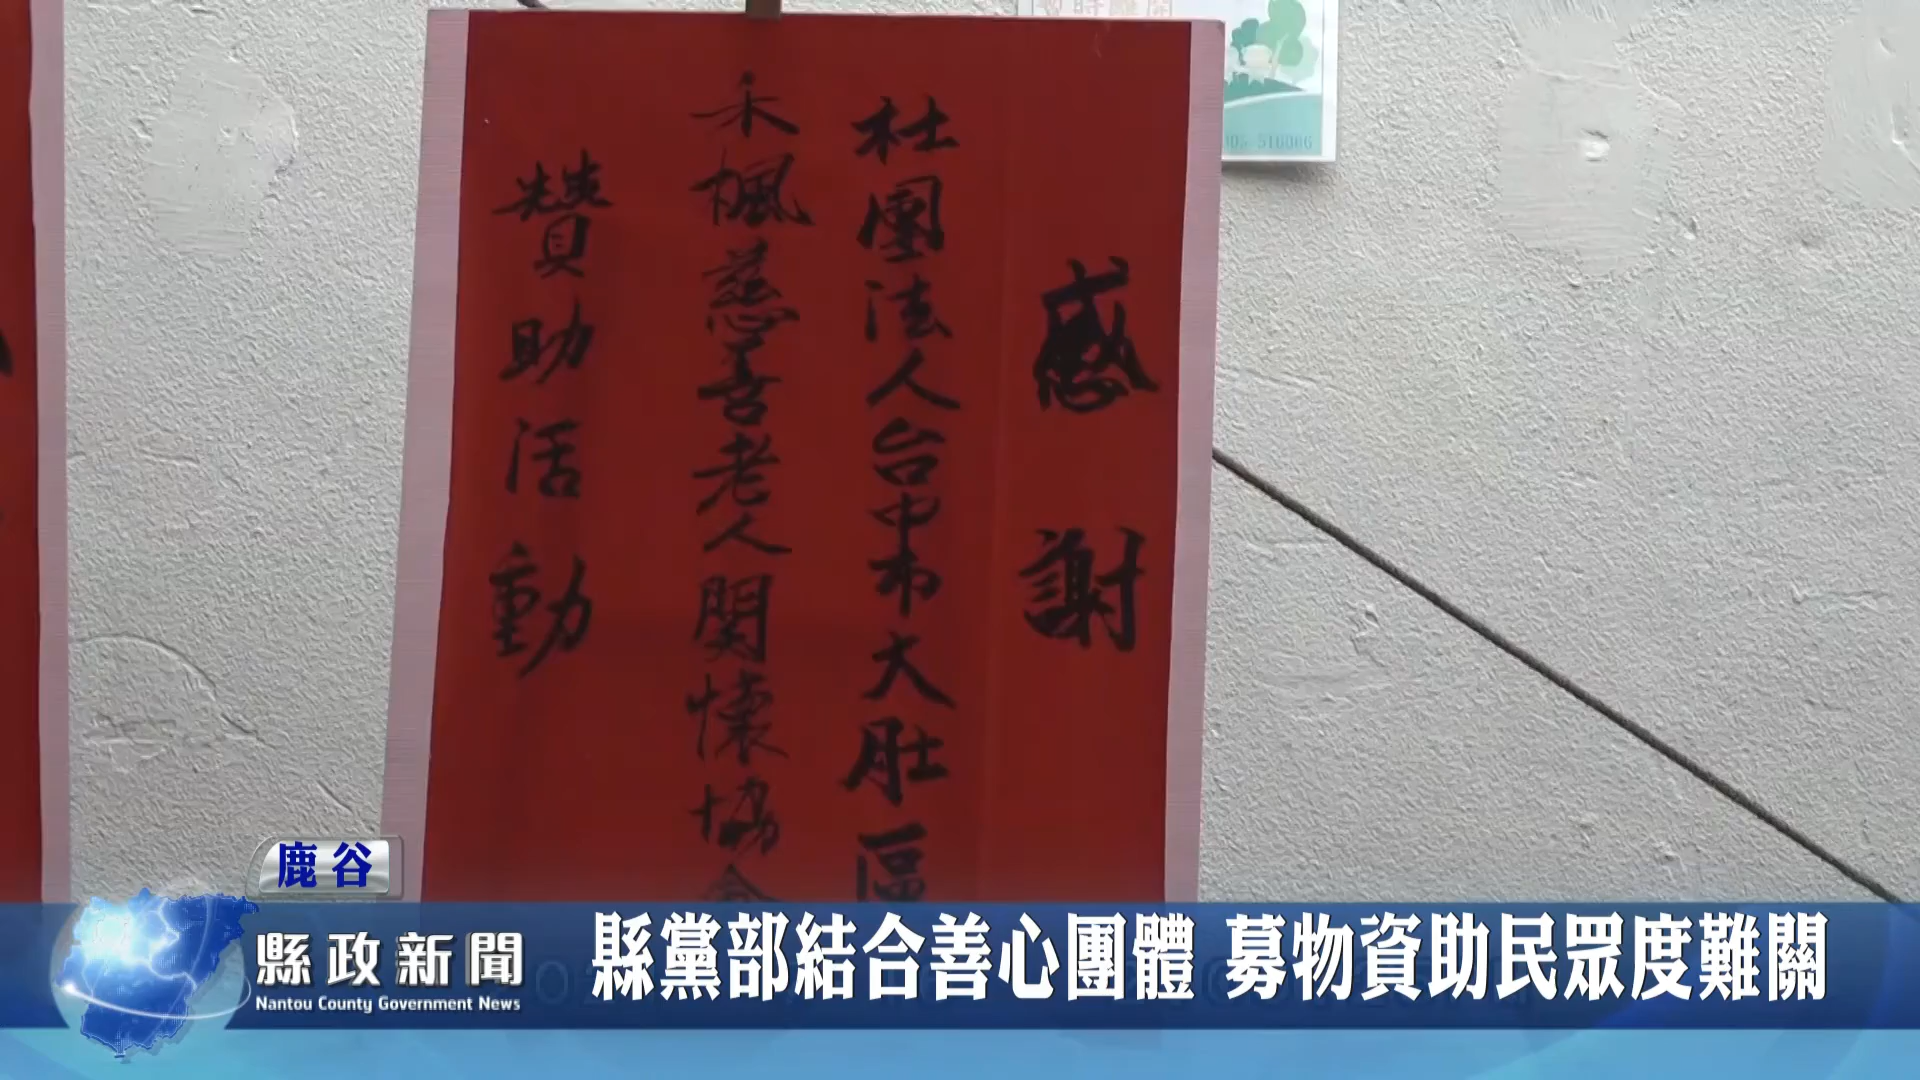 感謝
社團法人台中市大肚區
禾楓慈善老人関懷協會
贊助活動
516066
鹿谷
縣政新聞
Nantou County Government News
縣黨部結合善心團體 募物資助民眾度難關